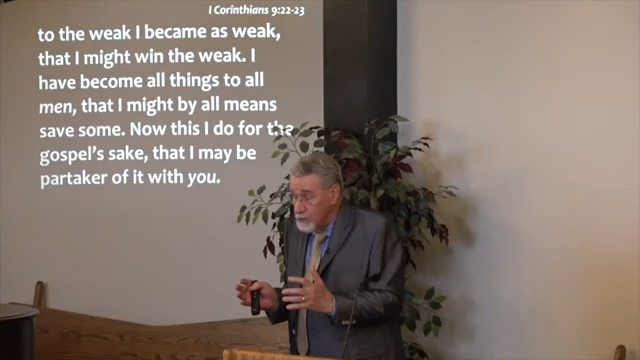 I Corinthians 9:22-23
to the weak I became as weak,
that I might win the weak. I
have become all things to all
men, that I might by all means
save some. Now this I do for the
gospel's sake, that I may be
partaker of it with you.